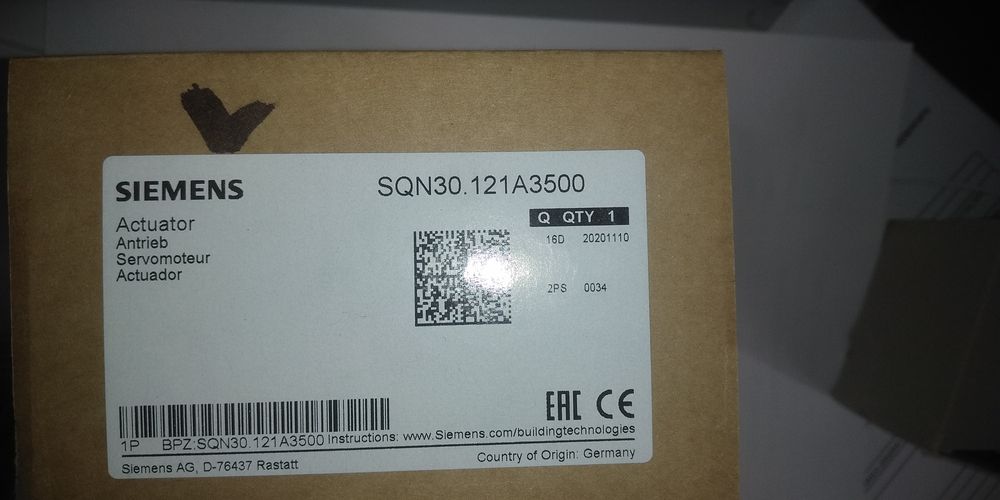 SIEMENS
SQN30.121A3500
Actuator
Antrieb
Servomoteur
Actuador
Q QTY 1
16D 20201110
2PS 0034
EAC CE
1P BPZ:SQN30.121A3500 Instructions: www.Siemens.com/buildingtechnologies
Siemens AG, D-76437 Rastatt
Country of Origin: Germany